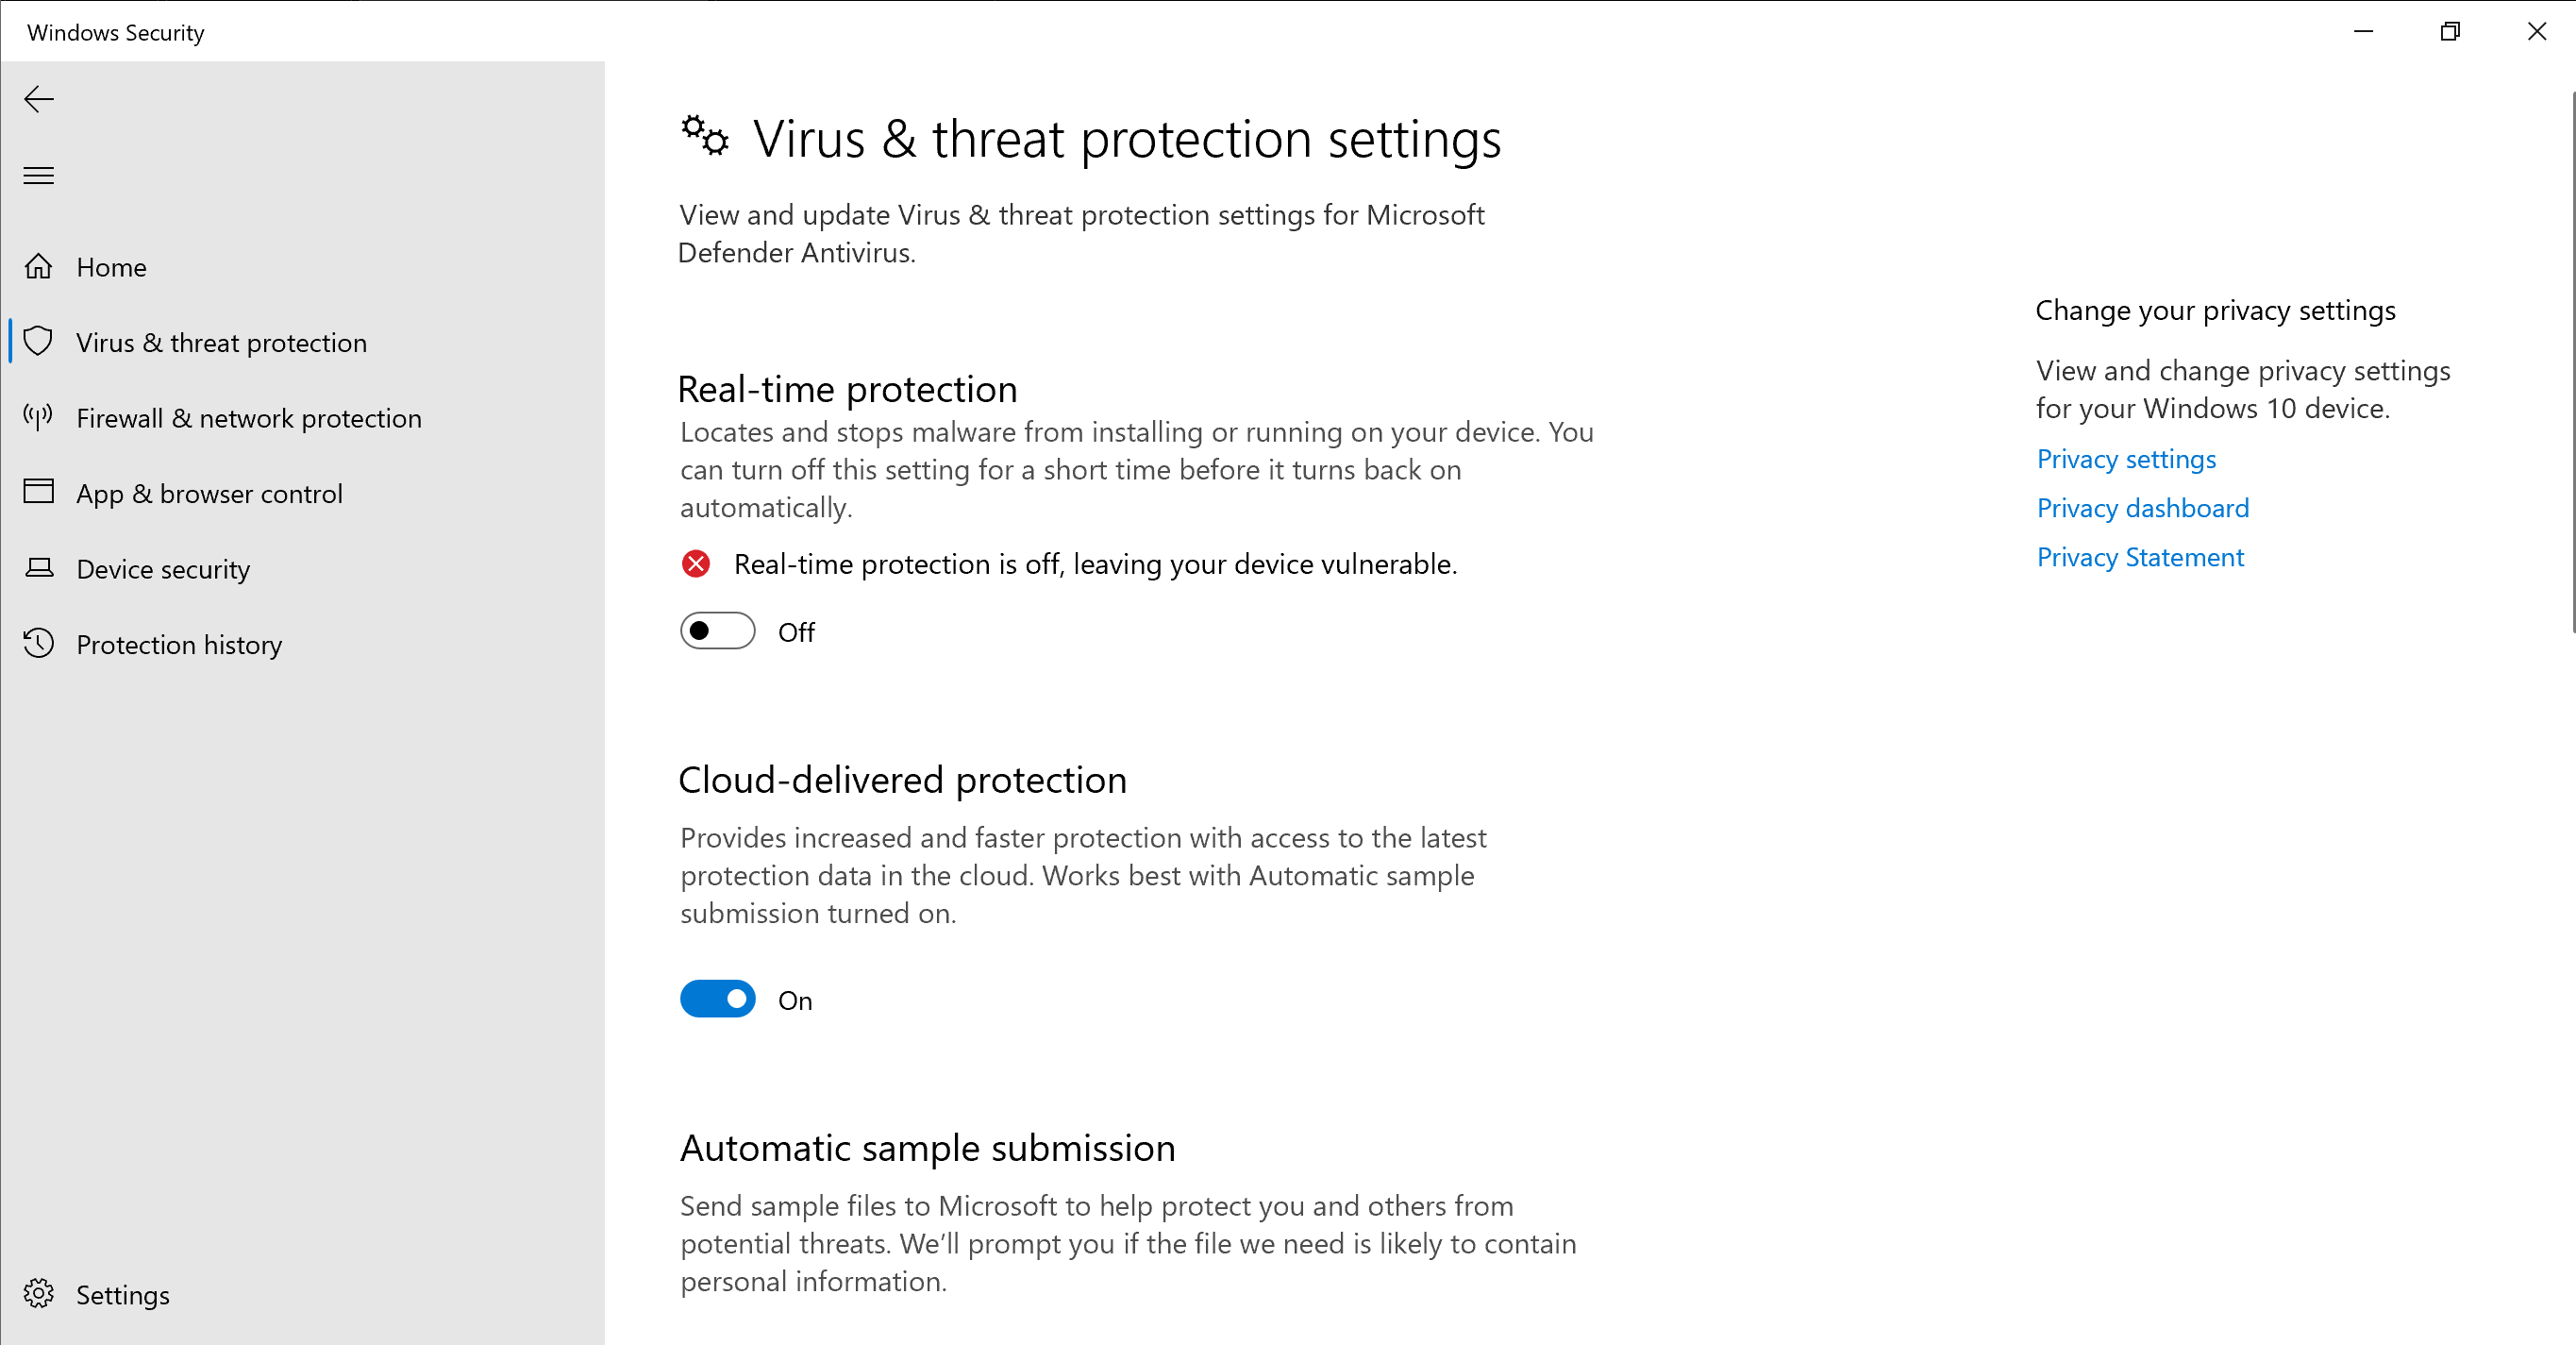 Windows Security
Home
Virus & threat protection
Firewall & network protection
App & browser control
Device security
Protection history
Settings
Virus & threat protection settings
View and update Virus & threat protection settings for Microsoft
Defender Antivirus.
Real-time protection
Locates and stops malware from installing or running on your device. You
can turn off this setting for a short time before it turns back on
automatically.
Real-time protection is off, leaving your device vulnerable.
Off
Cloud-delivered protection
Provides increased and faster protection with access to the latest
protection data in the cloud. Works best with Automatic sample
submission turned on.
On
Automatic sample submission
Send sample files to Microsoft to help protect you and others from
potential threats. We’ll prompt you if the file we need is likely to contain
personal information.
Change your privacy settings
View and change privacy settings
for your Windows 10 device.
Privacy settings
Privacy dashboard
Privacy Statement